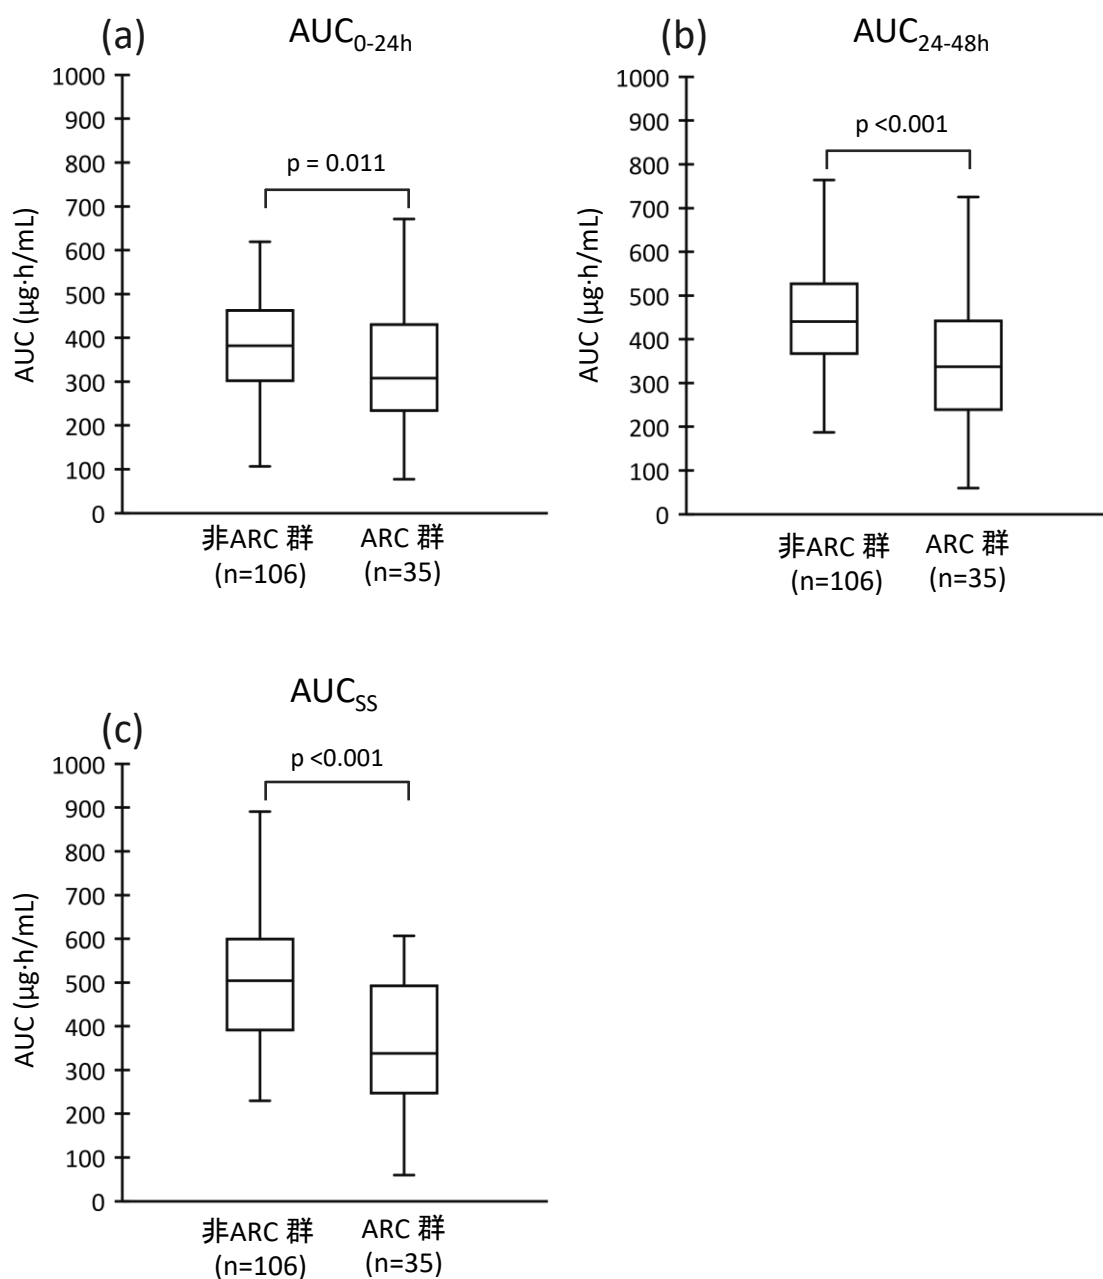 (a)
AUC0-24h
1000
900
800
700
600
500
400
300
200
100
0
AUC (µg·h/mL)
p = 0.011
非ARC 群
(n=106)
ARC 群
(n=35)
(b)
AUC24-48h
1000
900
800
700
600
500
400
300
200
100
0
AUC (µg·h/mL)
p <0.001
非ARC 群
(n=106)
ARC 群
(n=35)
(c)
AUCSS
1000
900
800
700
600
500
400
300
200
100
0
AUC (µg·h/mL)
p <0.001
非ARC 群
(n=106)
ARC 群
(n=35)